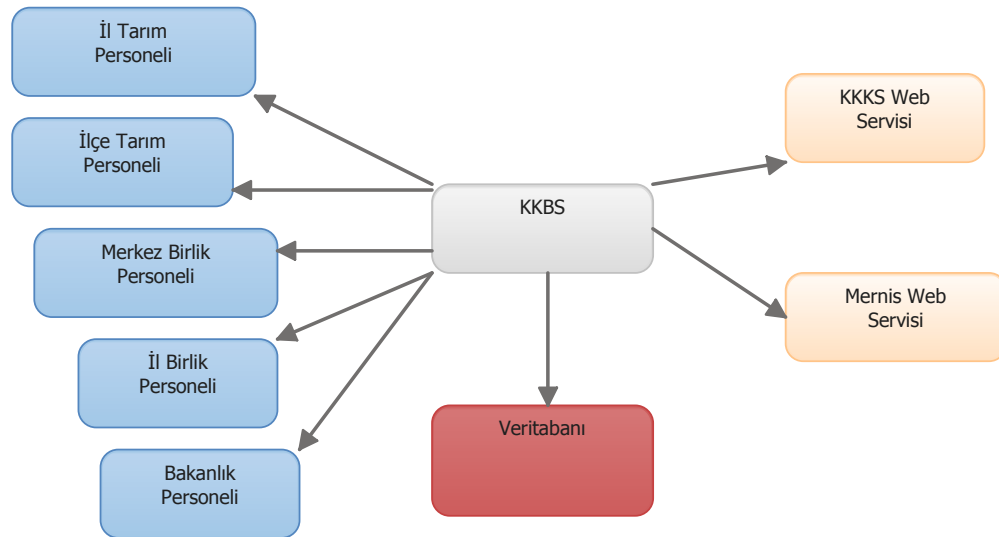 İl Tarım
Personeli
İlçe Tarım
Personeli
Merkez Birlik
Personeli
İl Birlik
Personeli
Bakanlık
Personeli
KKBS
Veritabanı
KKKS Web
Servisi
Mernis Web
Servisi